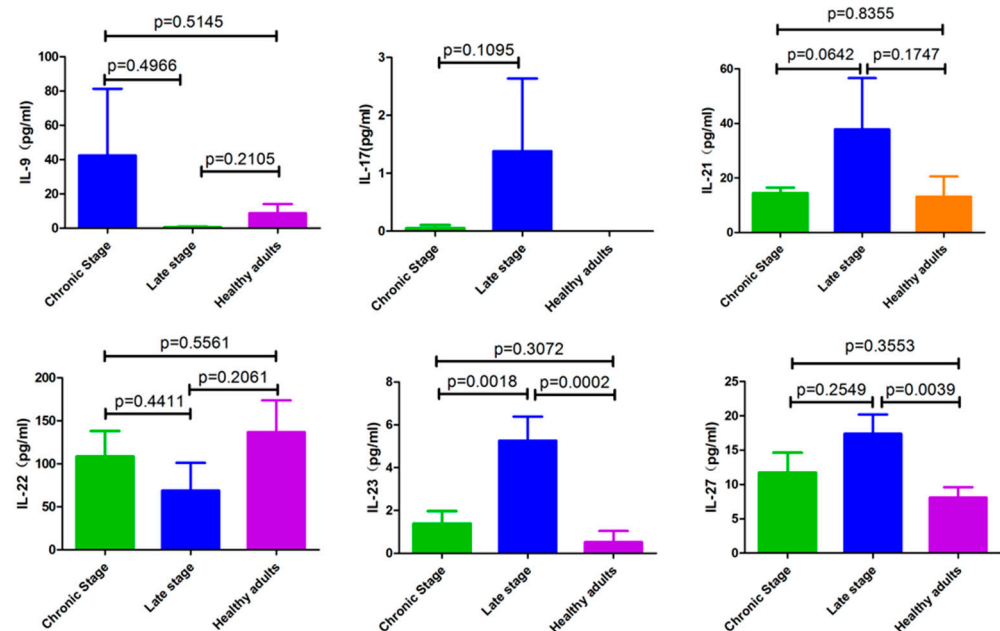 p=0.5145
p=0.4966
p=0.2105
IL-9 (pg/ml)
100
80
60
40
20
0
Chronic Stage
Late stage
Healthy adults
p=0.1095
IL-17(pg/ml)
3
2
1
0
Chronic Stage
Late stage
Healthy adults
p=0.8355
p=0.0642
p=0.1747
IL-21 (pg/ml)
60
40
20
0
Chronic Stage
Late stage
Healthy adults
p=0.5561
p=0.2061
p=0.4411
IL-22 (pg/ml)
200
150
100
50
0
Chronic Stage
Late stage
Healthy adults
p=0.3072
p=0.0018
p=0.0002
IL-23 (pg/ml)
8
6
4
2
0
Chronic Stage
Late stage
Healthy adults
p=0.3553
p=0.2549
p=0.0039
IL-27 (pg/ml)
25
20
15
10
5
0
Chronic Stage
Late stage
Healthy adults